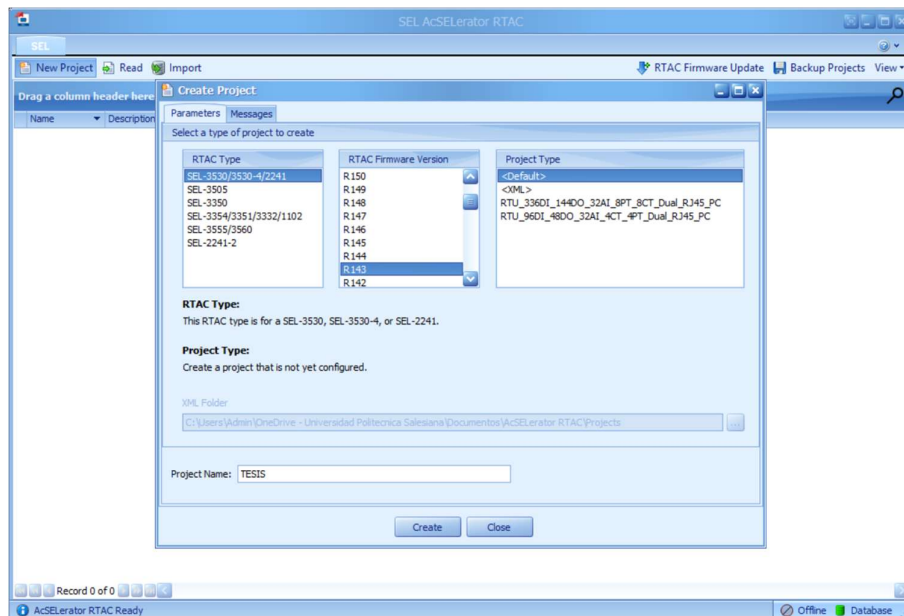 SEL AcSELerator RTAC
SEL
New Project Read Import RTAC Firmware Update Backup Projects View
Drag a column header here
Name Description
Create Project
Parameters Messages
Select a type of project to create
RTAC Type
SEL-3530/3530-4/2241
SEL-3505
SEL-3350
SEL-3354/3351/3332/1102
SEL-3555/3560
SEL-2241-2
RTAC Firmware Version
R150
R149
R148
R147
R146
R145
R144
R143
R142
Project Type
<Default>
<XML>
RTU_336DI_144DO_32AI_8PT_8CT_Dual_RJ45_PC
RTU_96DI_48DO_32AI_4CT_4PT_Dual_RJ45_PC
RTAC Type:
This RTAC type is for a SEL-3530, SEL-3530-4, or SEL-2241.
Project Type:
Create a project that is not yet configured.
XML Folder
C:\Users\Admin\OneDrive - Universidad Politecnica Salesiana\Documentos\AcSELerator RTAC\Projects
...
Project Name: TESIS
Create Close
Record 0 of 0
AcSELerator RTAC Ready Offline Database